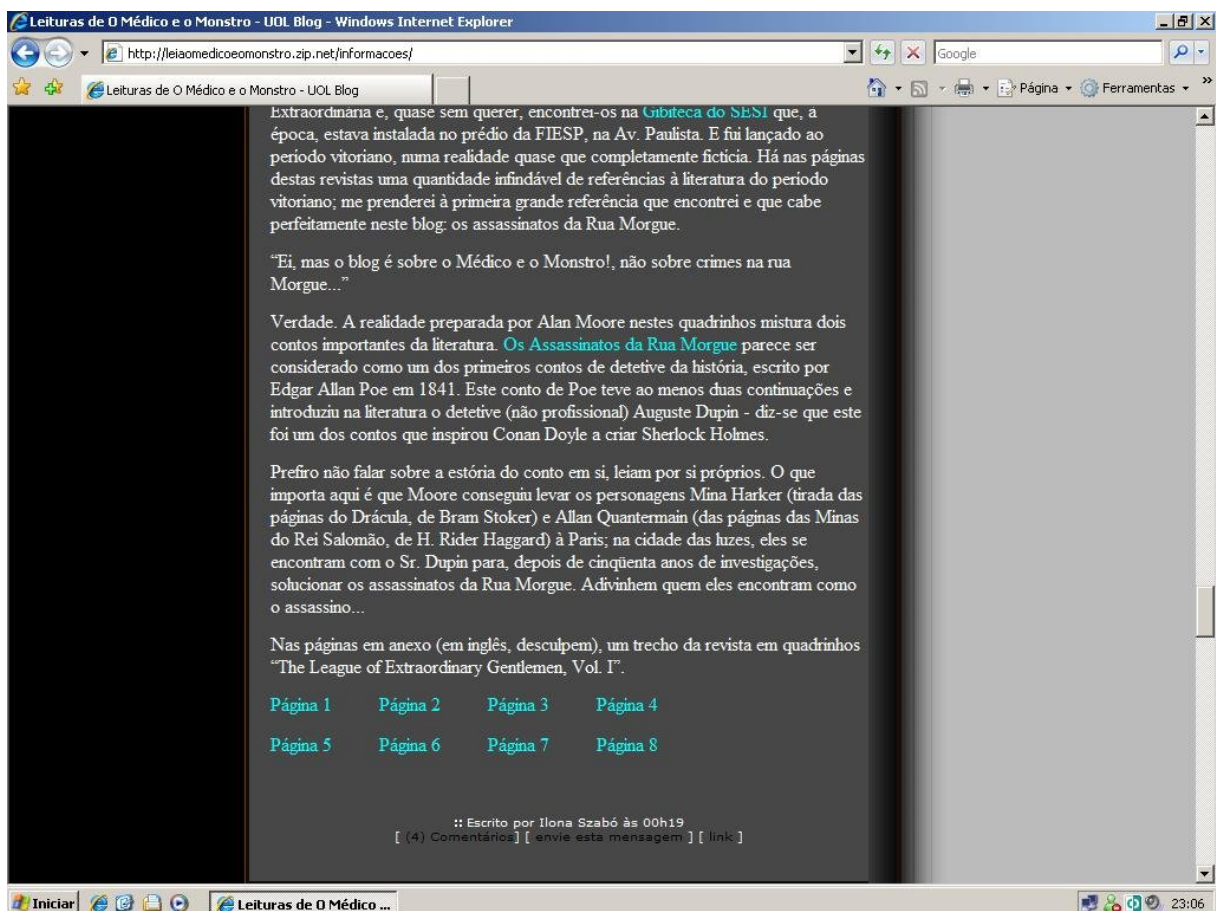 Leituras de O Médico e o Monstro - UOL Blog - Windows Internet Explorer
http://leiaomedicoeomonstro.zip.net/informacoes/
Google
Leituras de O Médico e o Monstro - UOL Blog
Página
Ferramentas
Extraordinária e, quase sem querer, encontrei-os na Gibiteca do SESI que, à
época, estava instalada no prédio da FIESP, na Av. Paulista. E fui lançado ao
período vitoriano, numa realidade quase que completamente fictícia. Há nas páginas
destas revistas uma quantidade infindável de referências à literatura do período
vitoriano; me prenderei à primeira grande referência que encontrei e que cabe
perfeitamente neste blog: os assassinatos da Rua Morgue.
“Ei, mas o blog é sobre o Médico e o Monstro!, não sobre crimes na rua
Morgue...”
Verdade. A realidade preparada por Alan Moore nestes quadrinhos mistura dois
contos importantes da literatura. Os Assassinatos da Rua Morgue parece ser
considerado como um dos primeiros contos de detetive da história, escrito por
Edgar Allan Poe em 1841. Este conto de Poe teve ao menos duas continuações e
introduziu na literatura o detetive (não profissional) Auguste Dupin - diz-se que este
foi um dos contos que inspirou Conan Doyle a criar Sherlock Holmes.
Prefiro não falar sobre a estória do conto em si, leiam por si próprios. O que
importa aqui é que Moore conseguiu levar os personagens Mina Harker (tirada das
páginas do Drácula, de Bram Stoker) e Allan Quantermain (das páginas das Minas
do Rei Salomão, de H. Rider Haggard) à Paris; na cidade das luzes, eles se
encontram com o Sr. Dupin para, depois de cinqüenta anos de investigações,
solucionar os assassinatos da Rua Morgue. Adivinhem quem eles encontram como
o assassino...
Nas páginas em anexo (em inglês, desculpem), um trecho da revista em quadrinhos
“The League of Extraordinary Gentlemen, Vol. I”.
Página 1 Página 2 Página 3 Página 4
Página 5 Página 6 Página 7 Página 8
:: Escrito por Ilona Szabó às 00h19
[ (4) Comentários] [ envie esta mensagem ] [ link ]
Iniciar
Leituras de O Médico ...
23:06